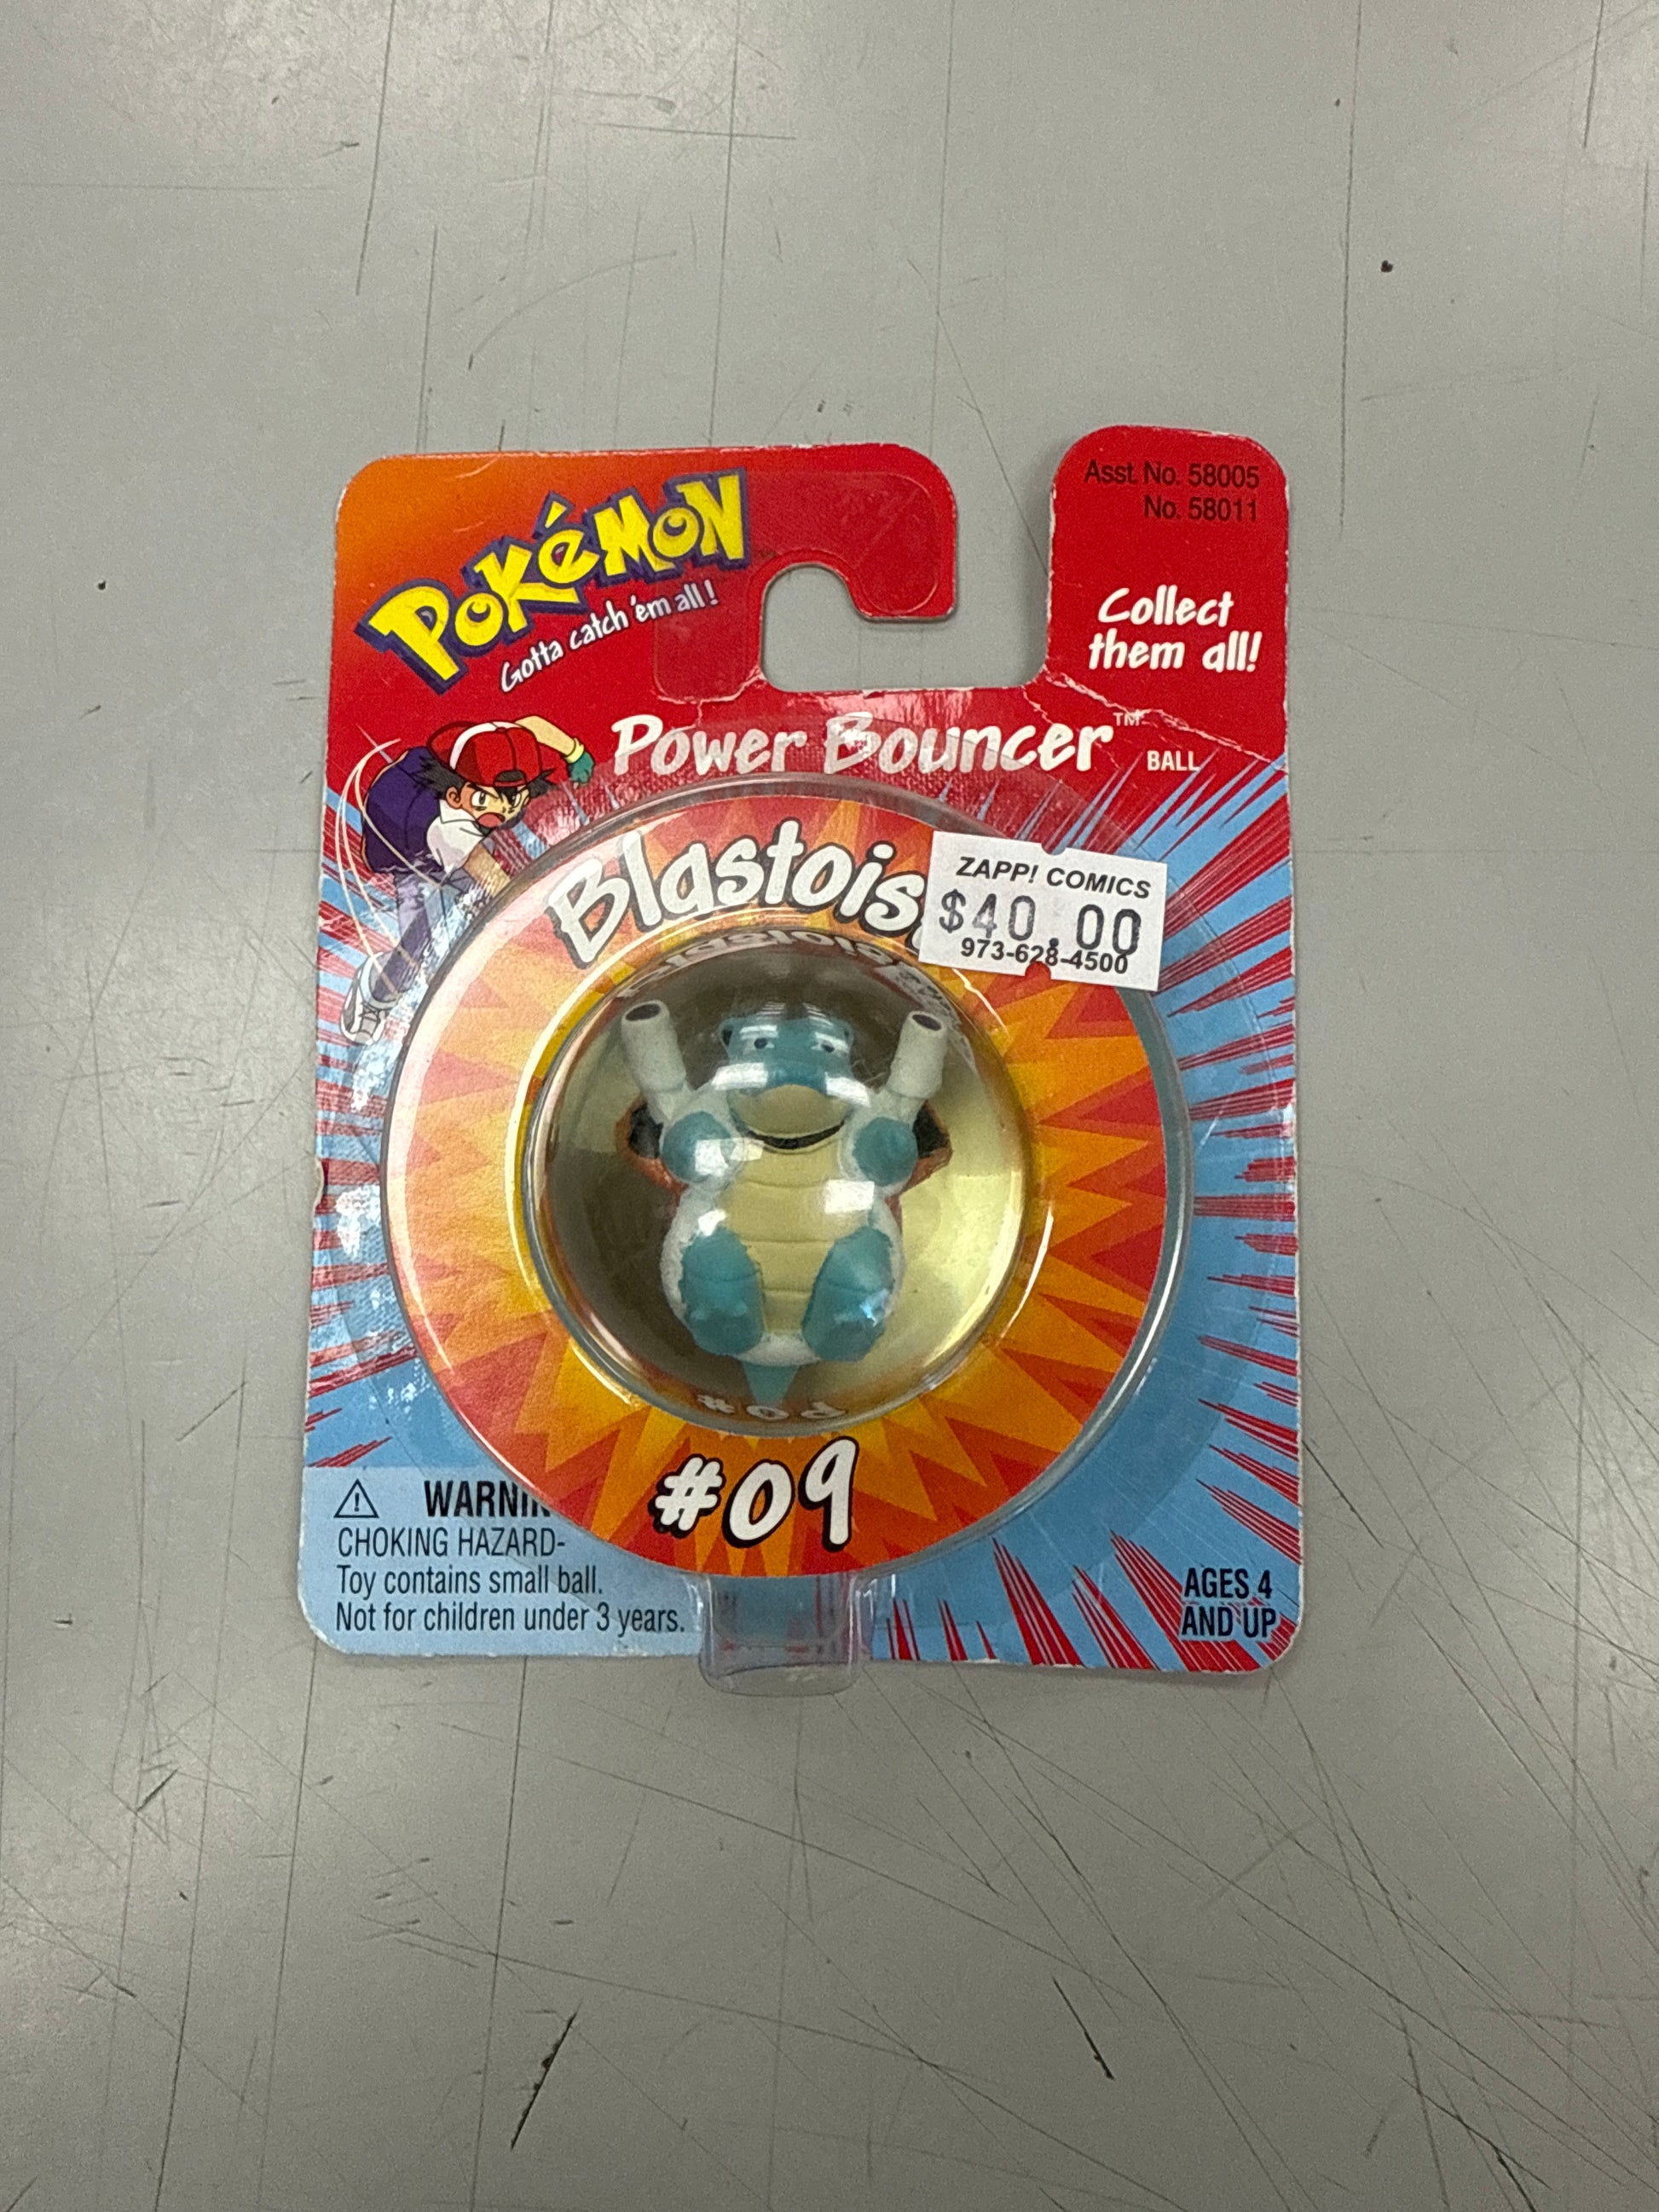 Asst. No. 58005
No. 58011
Pokémon
Gotta catch 'em all!
Collect
them all!
Power Bouncer™ BALL
Blastois
ZAPP! COMICS
$40.00
973-628-4500
#09
WARNIN
CHOKING HAZARD-
Toy contains small ball.
Not for children under 3 years.
AGES 4
AND UP